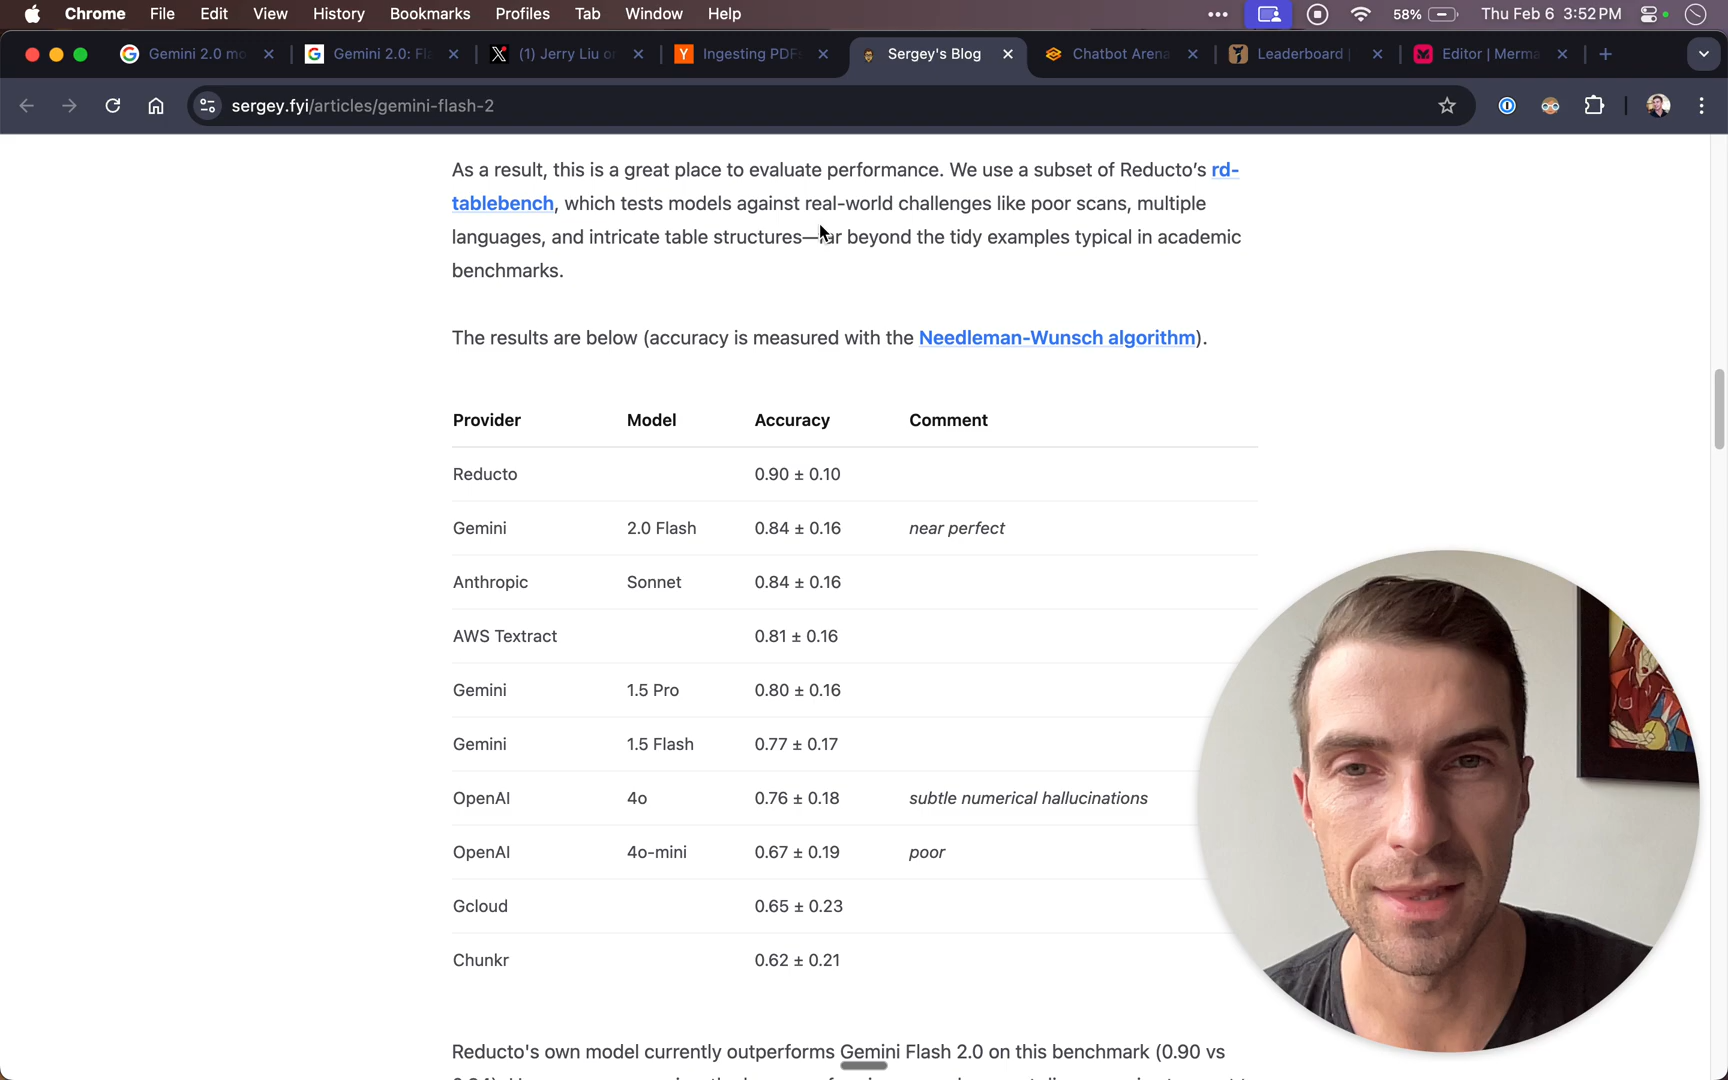 Chrome File Edit View History Bookmarks Profiles Tab Window Help 58% Thu Feb 6 3:52 PM
Gemini 2.0 mo Gemini 2.0: Fl (1) Jerry Liu o Ingesting PDF Sergey's Blog Chatbot Arena Leaderboard | Editor | Merma
sergey.fyi/articles/gemini-flash-2
As a result, this is a great place to evaluate performance. We use a subset of Reducto’s rd-
tablebench, which tests models against real-world challenges like poor scans, multiple
languages, and intricate table structures—far beyond the tidy examples typical in academic
benchmarks.
The results are below (accuracy is measured with the Needleman-Wunsch algorithm).
Provider Model Accuracy Comment
Reducto 0.90 ± 0.10
Gemini 2.0 Flash 0.84 ± 0.16 near perfect
Anthropic Sonnet 0.84 ± 0.16
AWS Textract 0.81 ± 0.16
Gemini 1.5 Pro 0.80 ± 0.16
Gemini 1.5 Flash 0.77 ± 0.17
OpenAI 4o 0.76 ± 0.18 subtle numerical hallucinations
OpenAI 4o-mini 0.67 ± 0.19 poor
Gcloud 0.65 ± 0.23
Chunkr 0.62 ± 0.21
Reducto's own model currently outperforms Gemini Flash 2.0 on this benchmark (0.90 vs